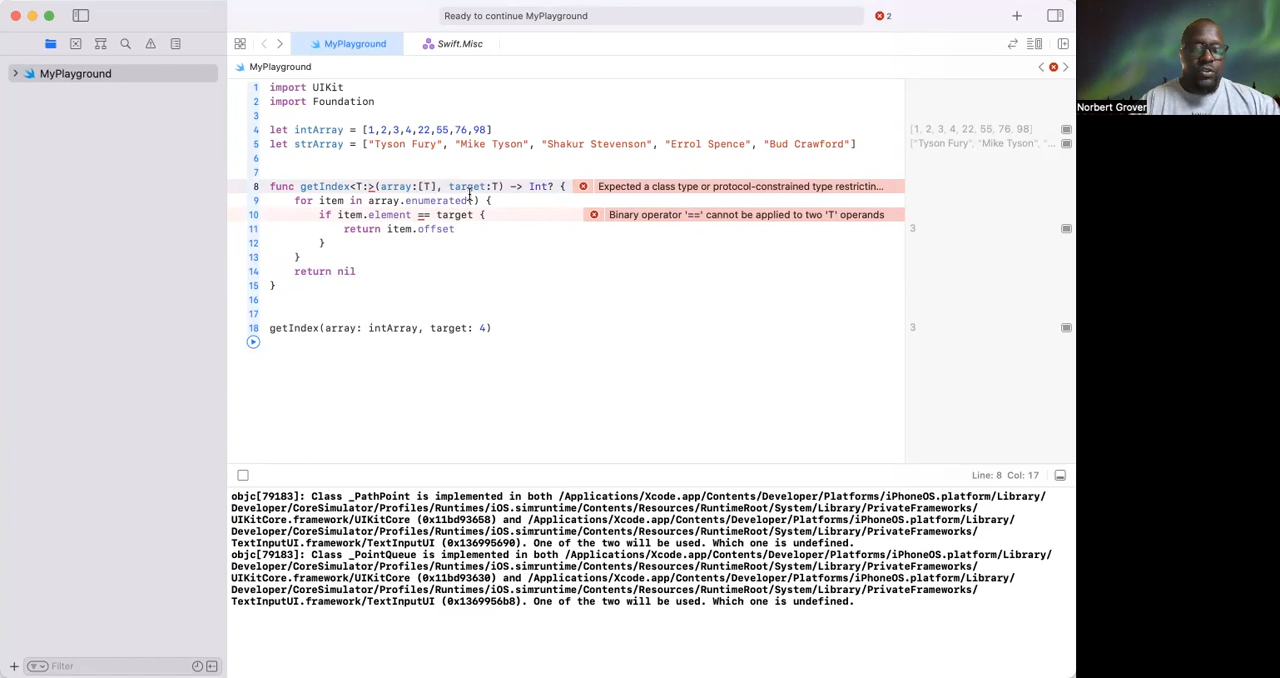 Ready to continue MyPlayground
2
MyPlayground
Swift.Misc
MyPlayground
MyPlayground
1 import UIKit
2 import Foundation
3
4 let intArray = [1,2,3,4,22,55,76,98]
[1, 2, 3, 4, 22, 55, 76, 98]
5 let strArray = ["Tyson Fury", "Mike Tyson", "Shakur Stevenson", "Errol Spence", "Bud Crawford"]
["Tyson Fury", "Mike Tyson", "...
6
7
8 func getIndex<T:>(array:[T], target:T) -> Int? {
Expected a class type or protocol-constrained type restrictin...
9 for item in array.enumerated() {
10 if item.element == target {
Binary operator '==' cannot be applied to two 'T' operands
11 return item.offset
3
12 }
13 }
14 return nil
15 }
16
17
18 getIndex(array: intArray, target: 4)
3
Line: 8 Col: 17
objc[79183]: Class _PathPoint is implemented in both /Applications/Xcode.app/Contents/Developer/Platforms/iPhoneOS.platform/Library/
Developer/CoreSimulator/Profiles/Runtimes/iOS.simruntime/Contents/Resources/RuntimeRoot/System/Library/PrivateFrameworks/
UIKitCore.framework/UIKitCore (0x11bd93658) and /Applications/Xcode.app/Contents/Developer/Platforms/iPhoneOS.platform/Library/
Developer/CoreSimulator/Profiles/Runtimes/iOS.simruntime/Contents/Resources/RuntimeRoot/System/Library/PrivateFrameworks/
TextInputUI.framework/TextInputUI (0x136995690). One of the two will be used. Which one is undefined.
objc[79183]: Class _PointQueue is implemented in both /Applications/Xcode.app/Contents/Developer/Platforms/iPhoneOS.platform/Library/
Developer/CoreSimulator/Profiles/Runtimes/iOS.simruntime/Contents/Resources/RuntimeRoot/System/Library/PrivateFrameworks/
UIKitCore.framework/UIKitCore (0x11bd93630) and /Applications/Xcode.app/Contents/Developer/Platforms/iPhoneOS.platform/Library/
Developer/CoreSimulator/Profiles/Runtimes/iOS.simruntime/Contents/Resources/RuntimeRoot/System/Library/PrivateFrameworks/
TextInputUI.framework/TextInputUI (0x1369956b8). One of the two will be used. Which one is undefined.
Filter
Norbert Grover